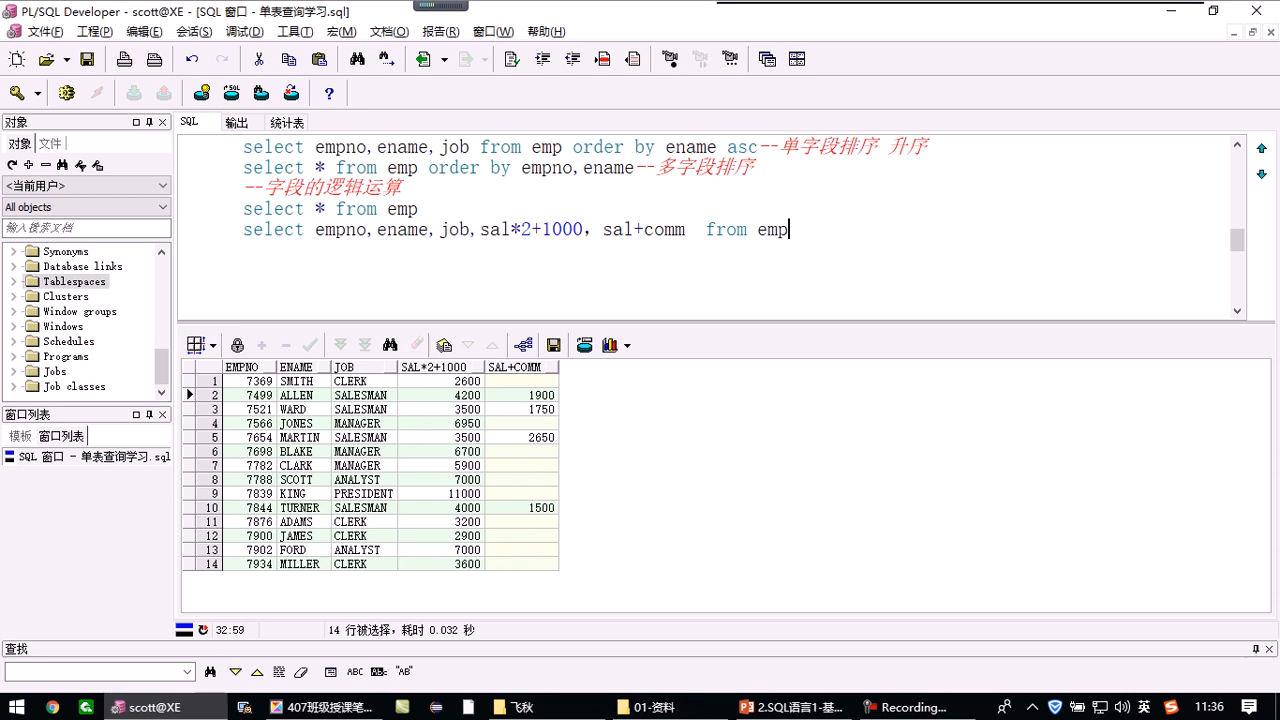 PL/SQL Developer - scott@XE - [SQL 窗口 - 单表查询学习.sql]
文件(F) 工程(P) 编辑(E) 会话(S) 调试(D) 工具(T) 宏(M) 文档(O) 报告(R) 窗口(W) 帮助(H)
对象
对象 文件
<当前用户>
All objects
输入搜索文档
Synonyms
Database links
Tablespaces
Clusters
Window groups
Windows
Schedules
Programs
Jobs
Job classes
窗口列表
模板 窗口列表
SQL 窗口 - 单表查询学习.sql
SQL 输出 统计表
select empno,ename,job from emp order by ename asc--单字段排序 升序
select * from emp order by empno,ename--多字段排序
--字段的逻辑运算
select * from emp
select empno,ename,job,sal*2+1000，sal+comm from emp
EMPNO ENAME JOB SAL*2+1000 SAL+COMM
1 7369 SMITH CLERK 2600
2 7499 ALLEN SALESMAN 4200 1900
3 7521 WARD SALESMAN 3500 1750
4 7566 JONES MANAGER 6950
5 7654 MARTIN SALESMAN 3500 2650
6 7698 BLAKE MANAGER 6700
7 7782 CLARK MANAGER 5900
8 7788 SCOTT ANALYST 7000
9 7839 KING PRESIDENT 11000
10 7844 TURNER SALESMAN 4000 1500
11 7876 ADAMS CLERK 3200
12 7900 JAMES CLERK 2900
13 7902 FORD ANALYST 7000
14 7934 MILLER CLERK 3600
32:59 14 行被选择，耗时 0.032 秒
查找
ABC ABc "AB"
scott@XE 407班级授课笔... 飞秋 01-资料 2.SQL语言1-基... Recording... 英 11:36